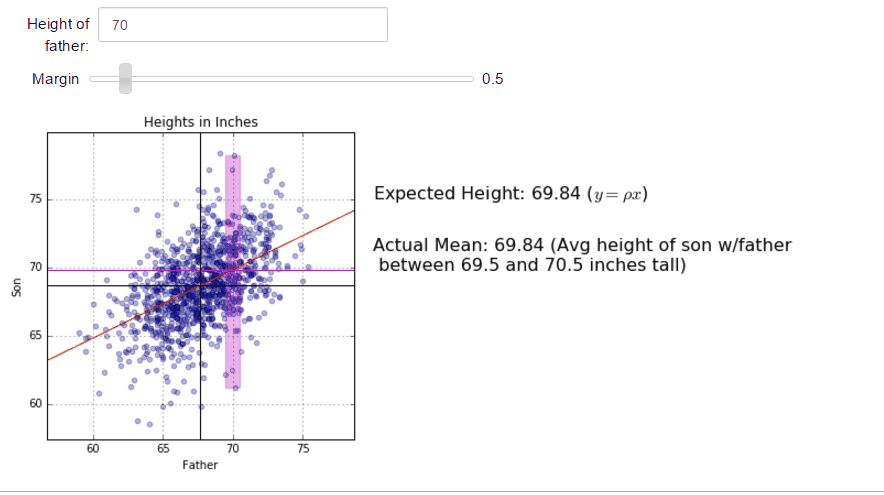 Height of
father:
70
Margin
0.5
Heights in Inches
75
70
65
60
Son
60
65
70
75
Father
Expected Height: 69.84 (y = ρx)
Actual Mean: 69.84 (Avg height of son w/father
between 69.5 and 70.5 inches tall)